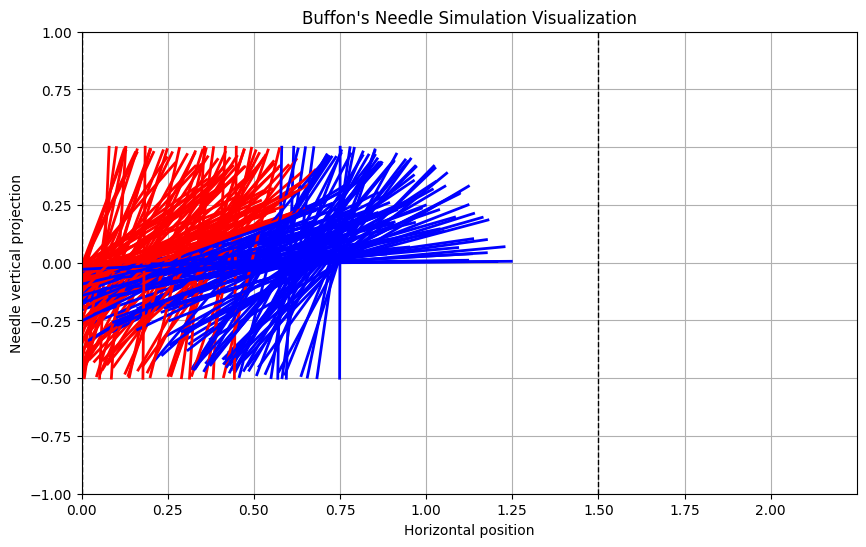 Buffon's Needle Simulation Visualization
1.00
0.75
0.50
0.25
0.00
−0.25
−0.50
−0.75
−1.00
Needle vertical projection
0.00 0.25 0.50 0.75 1.00 1.25 1.50 1.75 2.00
Horizontal position